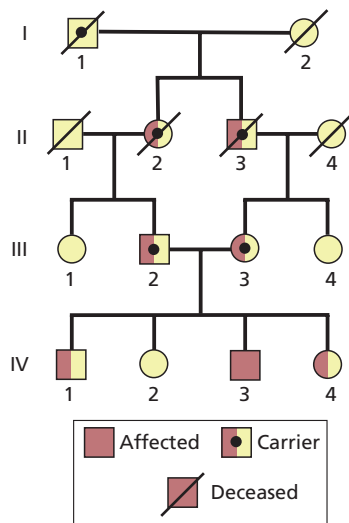 I
1 2
II
1 2 3 4
III
1 2 3 4
IV
1 2 3 4
Affected Carrier
Deceased